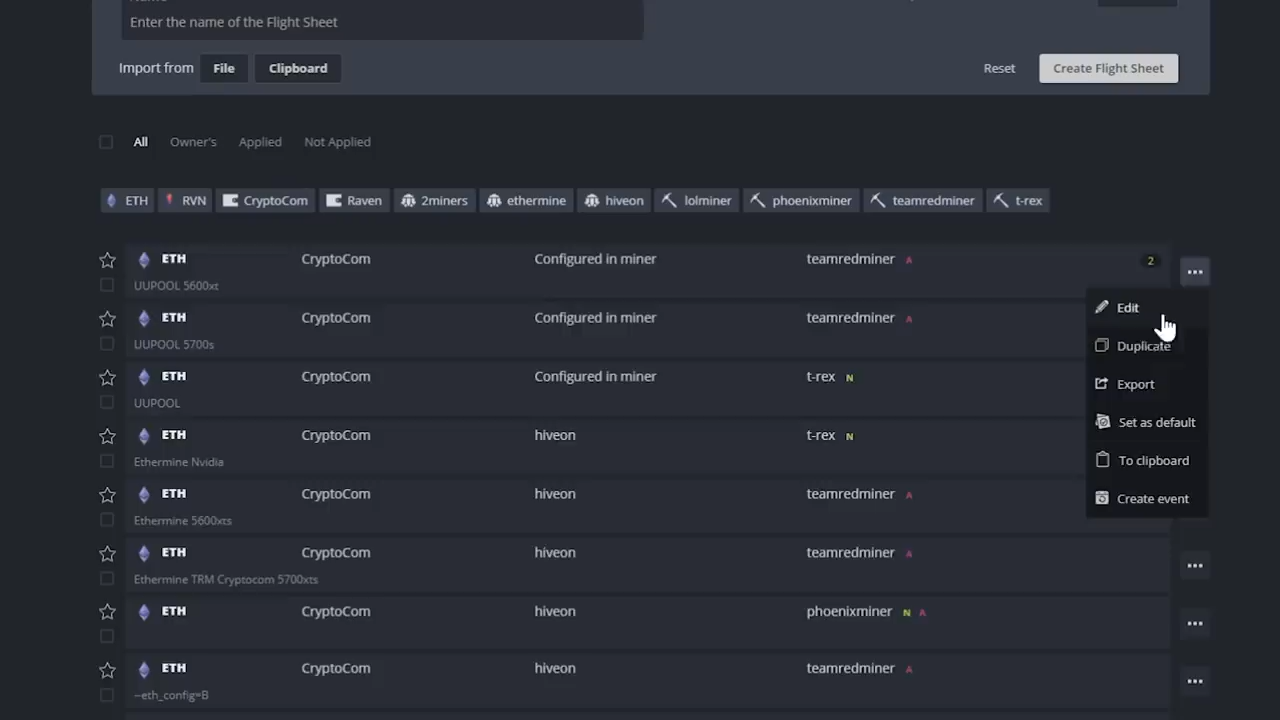 Enter the name of the Flight Sheet
Import from File Clipboard Reset Create Flight Sheet
All Owner's Applied Not Applied
ETH RVN CryptoCom Raven 2miners ethermine hiveon lolminer phoenixminer teamredminer t-rex
ETH CryptoCom Configured in miner teamredminer A 2
UUPOOL 5600xt
Edit
ETH CryptoCom Configured in miner teamredminer A
UUPOOL 5700s
Duplicate
ETH CryptoCom Configured in miner t-rex N
Export
UUPOOL
Set as default
ETH CryptoCom hiveon t-rex N
Ethermine Nvidia
To clipboard
ETH CryptoCom hiveon teamredminer A
Create event
Ethermine 5600xts
ETH CryptoCom hiveon teamredminer A
Ethermine TRM Cryptocom 5700xts
ETH CryptoCom hiveon phoenixminer N A
ETH CryptoCom hiveon teamredminer A
--eth_config=B